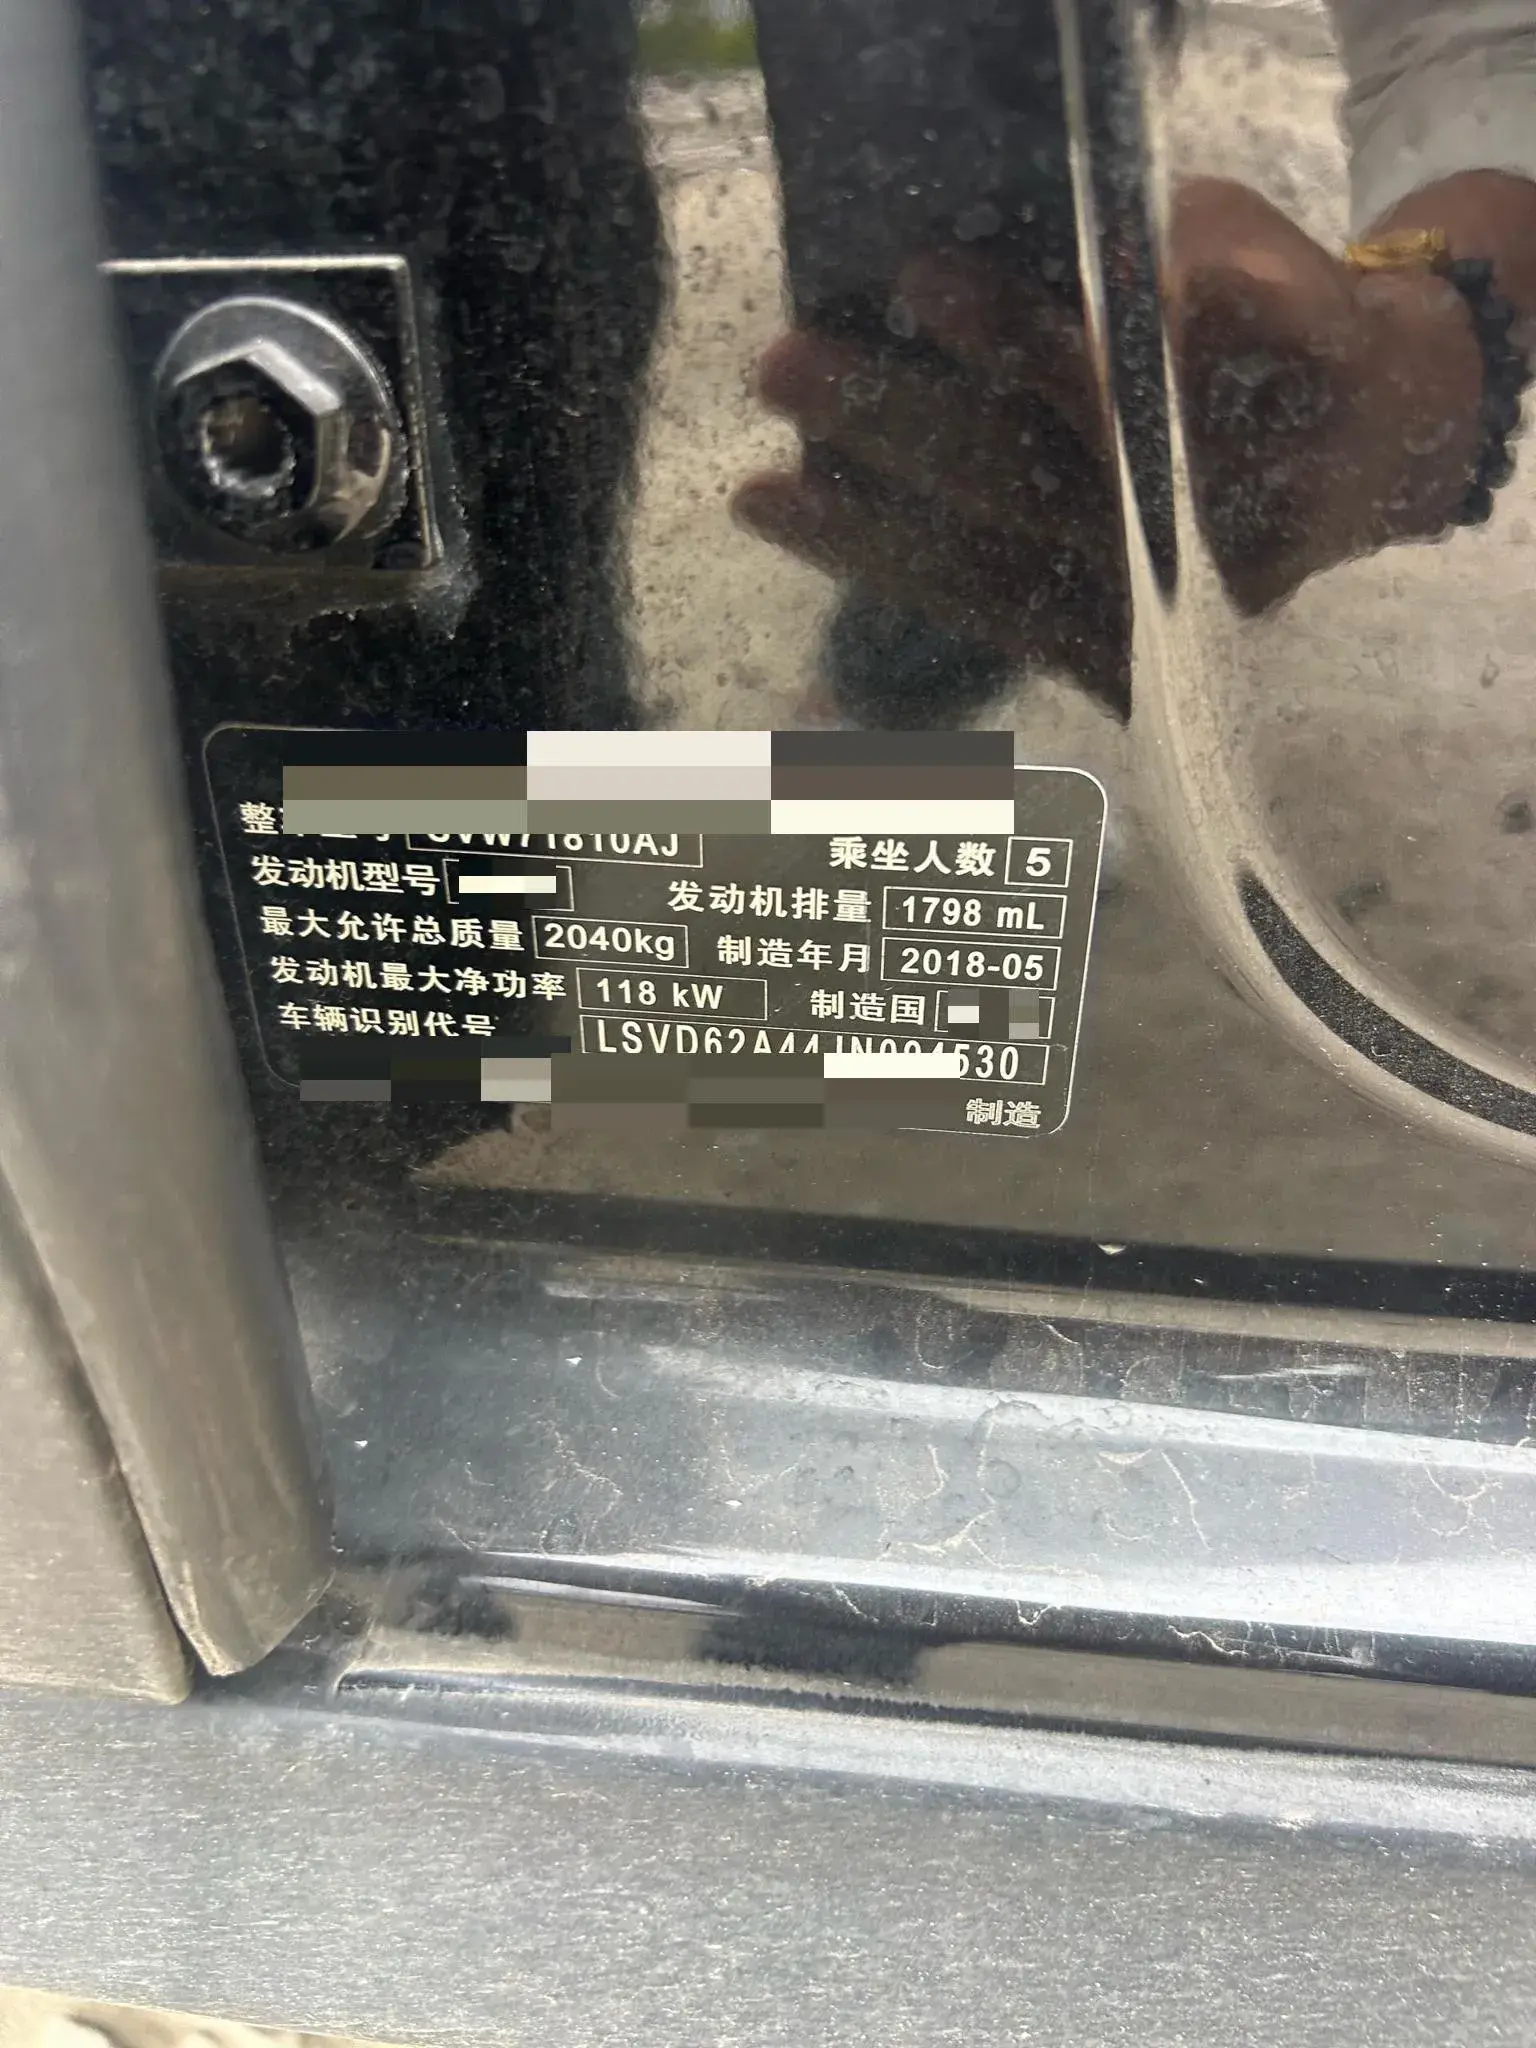 乘坐人数 5
发动机型号 发动机排量 1798 mL
最大允许总质量 2040kg 制造年月 2018-05
发动机最大净功率 118 kW 制造国
车辆识别代号
制造